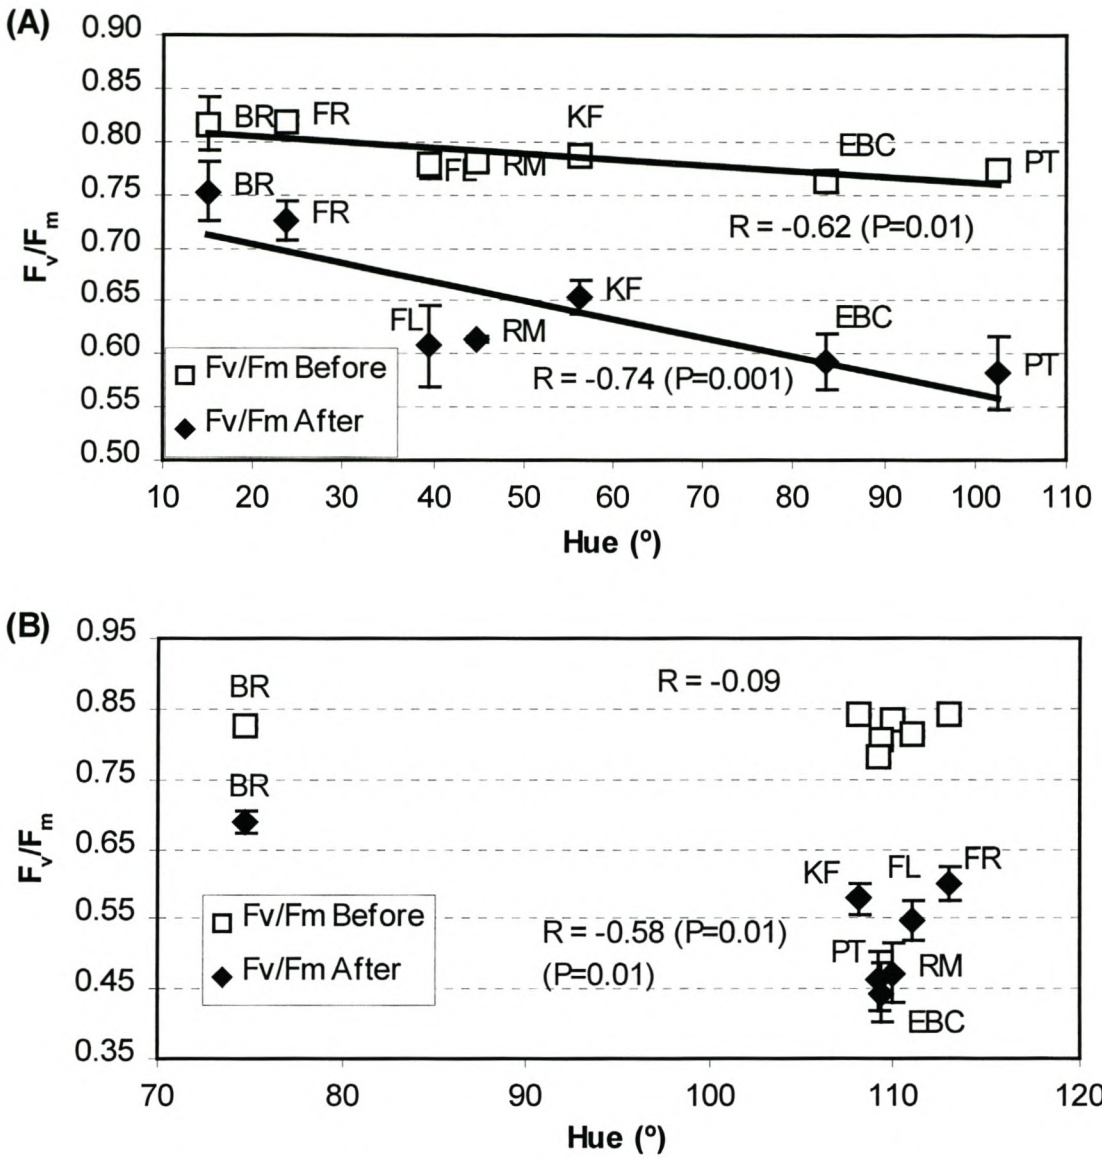 (A)
0.90
0.85
0.80
0.75
0.70
0.65
0.60
0.55
0.50
Fv/Fm
BR
FR
FL
RM
KF
EBC
PT
R = -0.62 (P=0.01)
BR
FR
FL
RM
KF
EBC
PT
R = -0.74 (P=0.001)
Fv/Fm Before
Fv/Fm After
10 20 30 40 50 60 70 80 90 100 110
Hue (º)
(B)
0.95
0.85
0.75
0.65
0.55
0.45
0.35
Fv/Fm
BR
R = -0.09
BR
KF FL FR
Fv/Fm Before
Fv/Fm After
R = -0.58 (P=0.01)
(P=0.01)
PT RM
EBC
70 80 90 100 110 120
Hue (º)